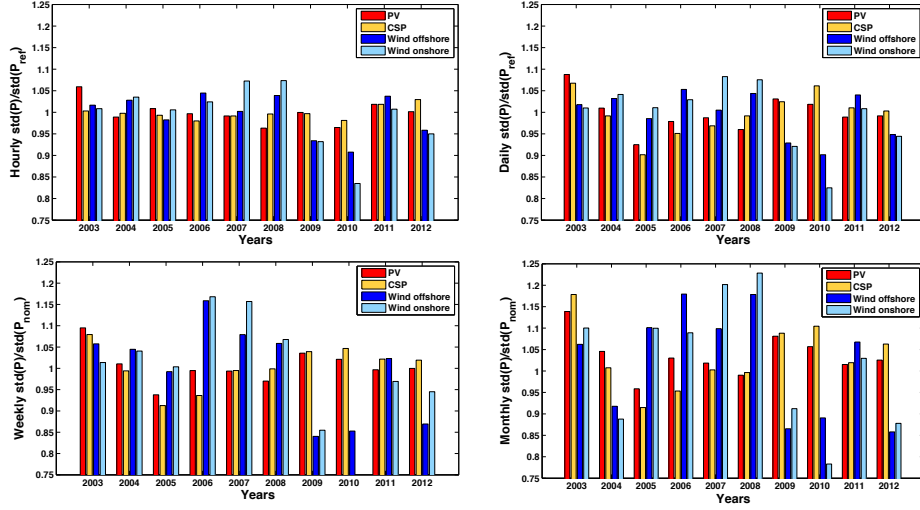 Hourly std(P)/std(P_ref)
1.25
1.2
1.15
1.1
1.05
1
0.95
0.9
0.85
0.8
0.75
PV
CSP
Wind offshore
Wind onshore
2003 2004 2005 2006 2007 2008 2009 2010 2011 2012
Years
Daily std(P)/std(P_ref)
1.25
1.2
1.15
1.1
1.05
1
0.95
0.9
0.85
0.8
0.75
PV
CSP
Wind offshore
Wind onshore
2003 2004 2005 2006 2007 2008 2009 2010 2011 2012
Years
Weekly std(P)/std(P_nom)
1.25
1.2
1.15
1.1
1.05
1
0.95
0.9
0.85
0.8
0.75
PV
CSP
Wind offshore
Wind onshore
2003 2004 2005 2006 2007 2008 2009 2010 2011 2012
Years
Monthly std(P)/std(P_nom)
1.25
1.2
1.15
1.1
1.05
1
0.95
0.9
0.85
0.8
0.75
PV
CSP
Wind offshore
Wind onshore
2003 2004 2005 2006 2007 2008 2009 2010 2011 2012
Years